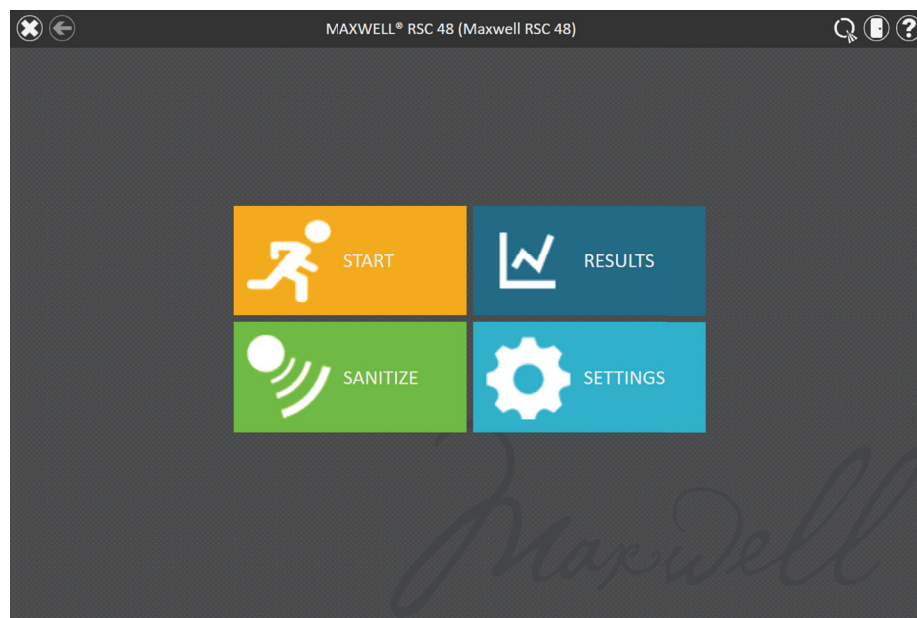 MAXWELL® RSC 48 (Maxwell RSC 48)
?
START
RESULTS
SANITIZE
SETTINGS
Maxwell